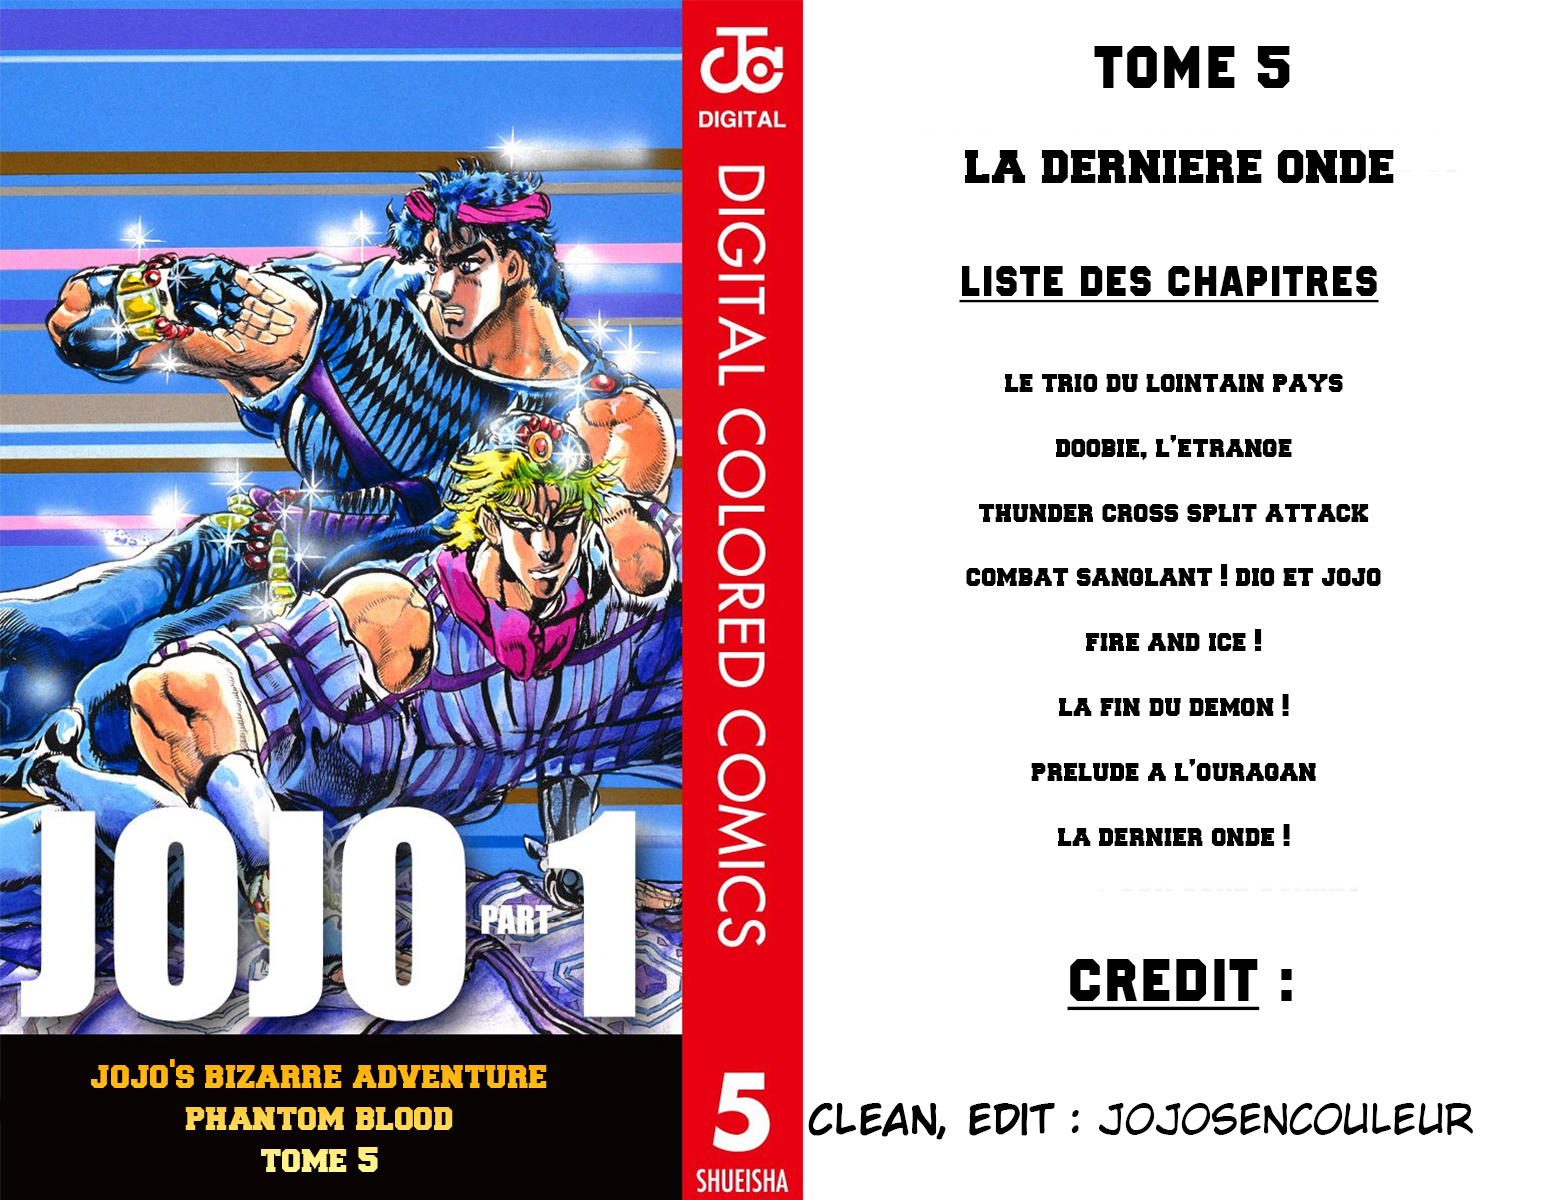 JC
DIGITAL
DIGITAL COLORED COMICS
JOJO PART 1
JOJO'S BIZARRE ADVENTURE
PHANTOM BLOOD
TOME 5
5
SHUEISHA
TOME 5
LA DERNIERE ONDE
LISTE DES CHAPITRES
LE TRIO DU LOINTAIN PAYS
DOOBIE, L'ETRANGE
THUNDER CROSS SPLIT ATTACK
COMBAT SANGLANT ! DIO ET JOJO
FIRE AND ICE !
LA FIN DU DEMON !
PRELUDE A L'OURAGAN
LA DERNIER ONDE !
CREDIT :
CLEAN, EDIT : JOJOSENCOULEUR